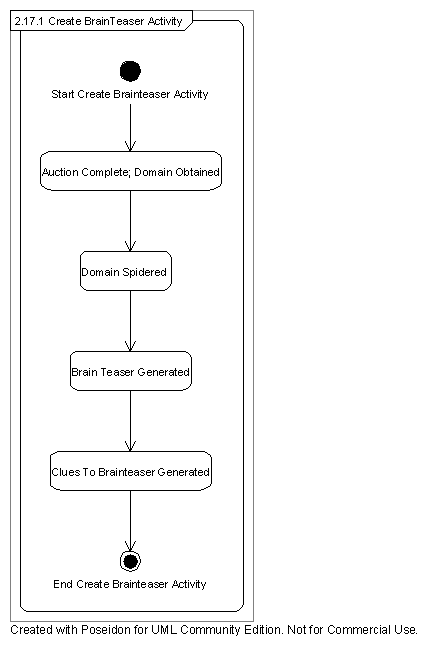 2.17.1 Create BrainTeaser Activity
Start Create Brainteaser Activity
Auction Complete; Domain Obtained
Domain Spidered
Brain Teaser Generated
Clues To Brainteaser Generated
End Create Brainteaser Activity
Created with Poseidon for UML Community Edition. Not for Commercial Use.